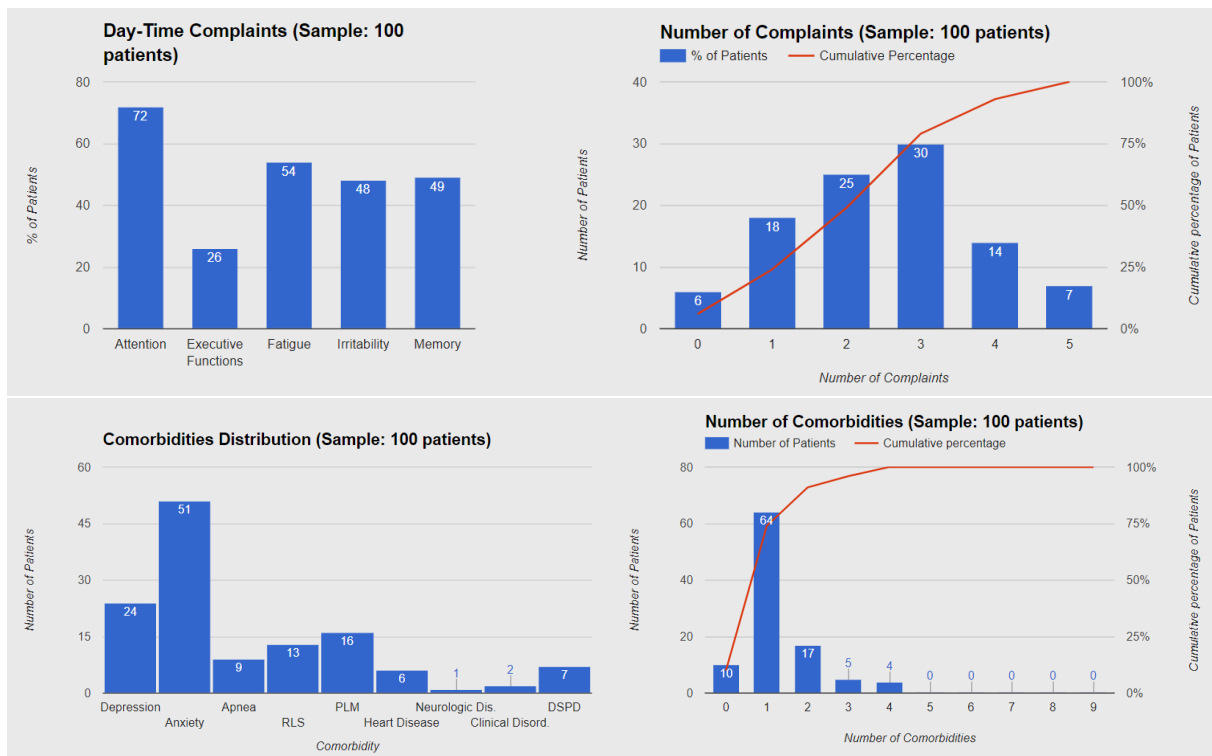 Day-Time Complaints (Sample: 100
patients)
% of Patients
80
60
40
20
0
72
26
54
48
49
Attention
Executive
Functions
Fatigue
Irritability
Memory
Number of Complaints (Sample: 100 patients)
% of Patients Cumulative Percentage
Number of Patients
40
30
20
10
0
6
18
25
30
14
7
100%
75%
50%
25%
0%
Cumulative percentage of Patients
0 1 2 3 4 5
Number of Complaints
Comorbidities Distribution (Sample: 100 patients)
Number of Patients
60
45
30
15
0
24
51
9
13
16
6
1
2
7
Depression
Anxiety
Apnea
RLS
PLM
Heart Disease
Neurologic Dis.
Clinical Disord.
DSPD
Comorbidity
Number of Comorbidities (Sample: 100 patients)
Number of Patients Cumulative percentage
Number of Patients
80
60
40
20
0
10
64
17
5
4
0
0
0
0
0
100%
75%
50%
25%
0%
Cumulative percentage of Patients
0 1 2 3 4 5 6 7 8 9
Number of Comorbidities